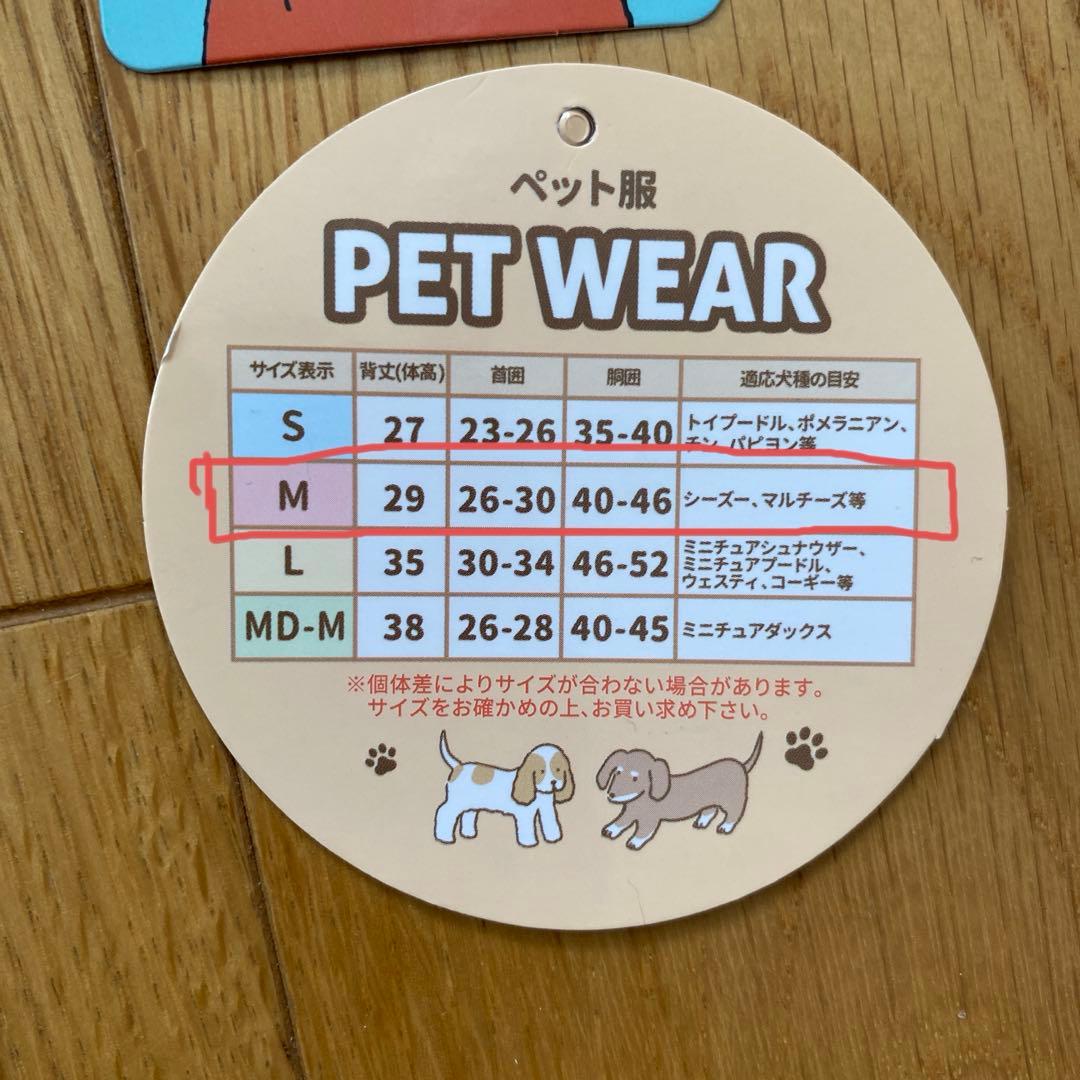 ペット服
PET WEAR
サイズ表示 背丈(体高) 首囲 胴囲 適応犬種の目安
S 27 23-26 35-40 トイプードル、ポメラニアン、
チン、パピヨン等
M 29 26-30 40-46 シーズー、マルチーズ等
L 35 30-34 46-52 ミニチュアシュナウザー、
ミニチュアプードル、
ウェスティ、コーギー等
MD-M 38 26-28 40-45 ミニチュアダックス
※個体差によりサイズが合わない場合があります。
サイズをお確かめの上、お買い求め下さい。